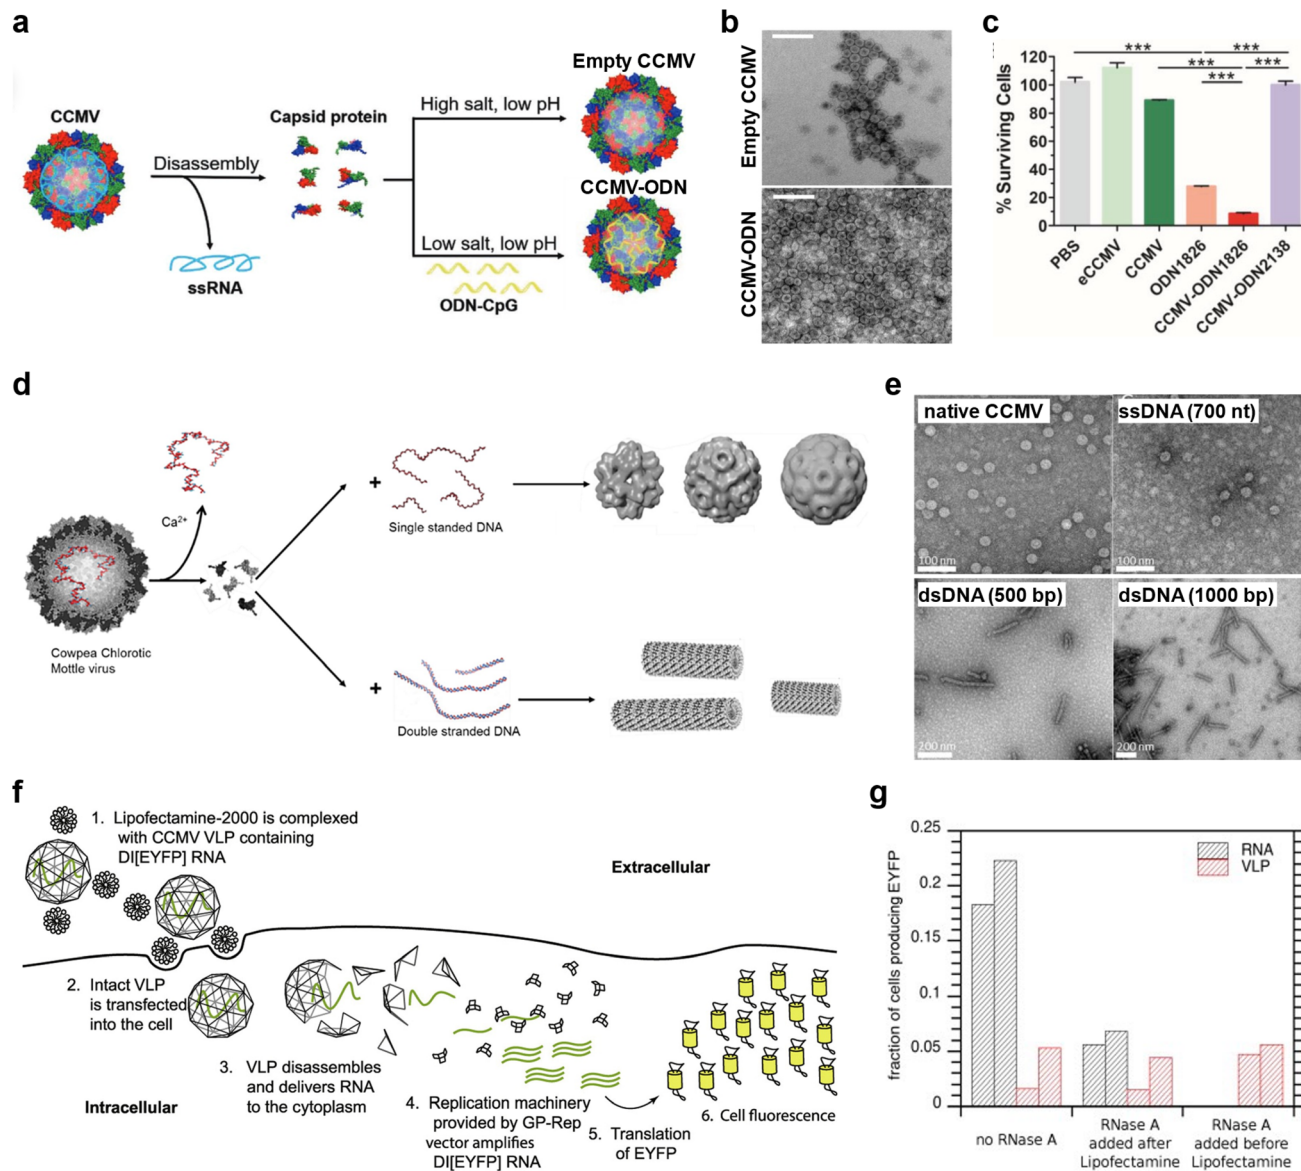 a
CCMV
Disassembly
ssRNA
Capsid protein
High salt, low pH
Low salt, low pH
ODN-CpG
Empty CCMV
CCMV-ODN
b
Empty CCMV
CCMV-ODN
c
% Surviving Cells
120
100
80
60
40
20
0
*** ***
***
*** ***
PBS
eCCMV
CCMV
ODN1826
CCMV-ODN1826
CCMV-ODN2138
d
Ca2+
Cowpea Chlorotic
Mottle virus
+
Single standed DNA
+
Double stranded DNA
e
native CCMV
100 nm
ssDNA (700 nt)
100 nm
dsDNA (500 bp)
200 nm
dsDNA (1000 bp)
200 nm
f
1. Lipofectamine-2000 is complexed
with CCMV VLP containing
DI[EYFP] RNA
Extracellular
2. Intact VLP
is transfected
into the cell
Intracellular
3. VLP disassembles
and delivers RNA
to the cytoplasm
4. Replication machinery
provided by GP-Rep
vector amplifies
DI[EYFP] RNA
5. Translation
of EYFP
6. Cell fluorescence
g
fraction of cells producing EYFP
0.25
0.2
0.15
0.1
0.05
0
RNA
VLP
no RNase A
RNase A
added after
Lipofectamine
RNase A
added before
Lipofectamine